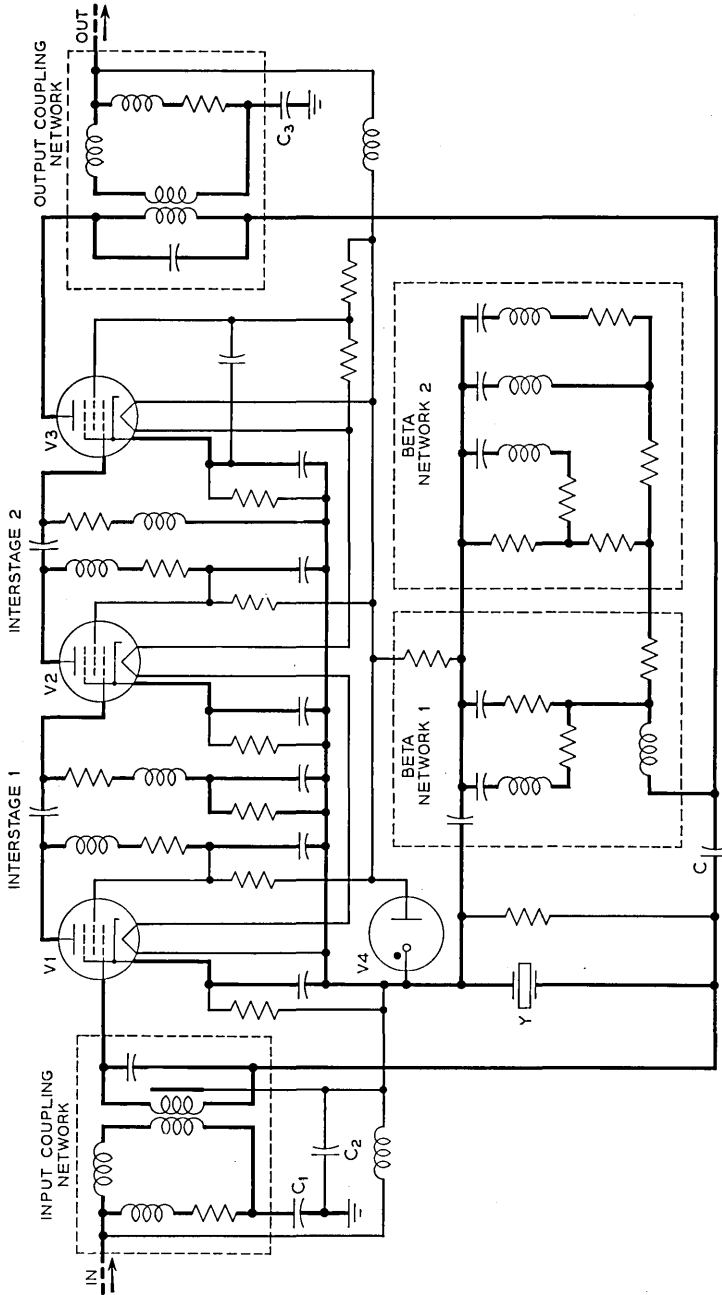 INPUT COUPLING
NETWORK
INTERSTAGE 1
INTERSTAGE 2
OUTPUT COUPLING
NETWORK
IN
OUT
V1
V2
V3
C1
C2
C3
V4
Y
C
BETA
NETWORK 1
BETA
NETWORK 2